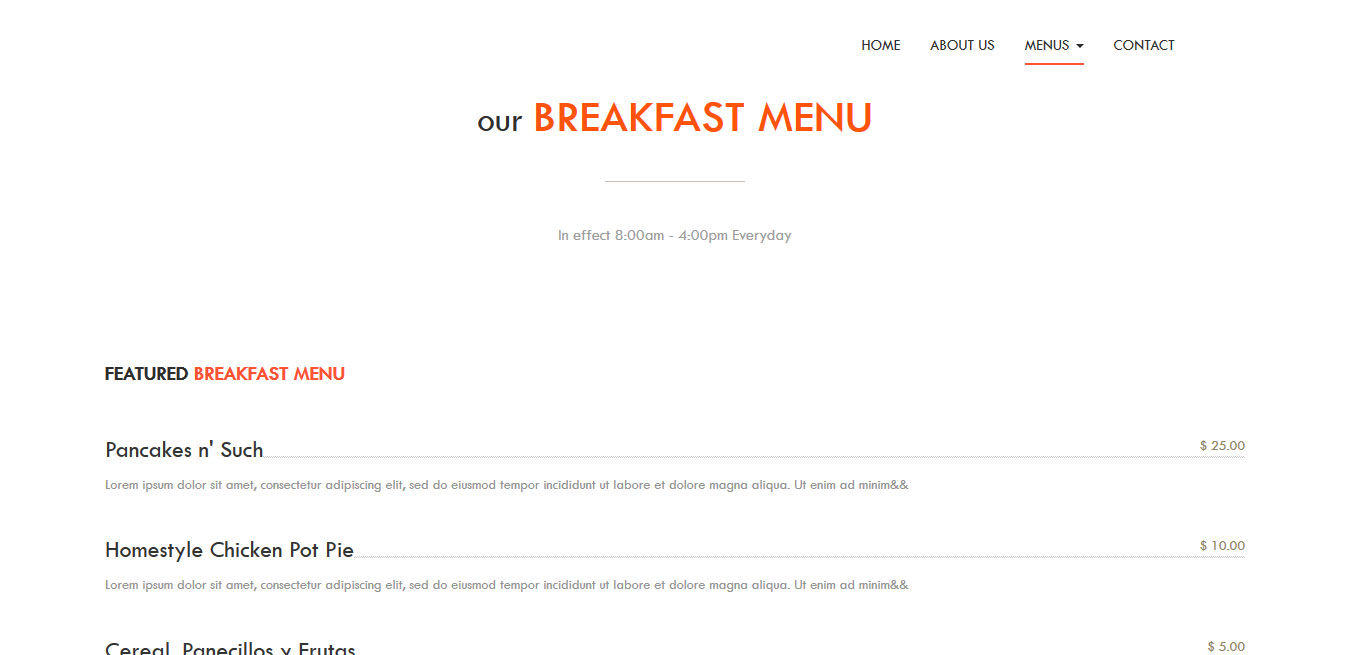 HOME ABOUT US MENUS CONTACT
our BREAKFAST MENU
In effect 8:00am - 4:00pm Everyday
FEATURED BREAKFAST MENU
Pancakes n' Such $ 25.00
Lorem ipsum dolor sit amet, consectetur adipiscing elit, sed do eiusmod tempor incididunt ut labore et dolore magna aliqua. Ut enim ad minim&&
Homestyle Chicken Pot Pie $ 10.00
Lorem ipsum dolor sit amet, consectetur adipiscing elit, sed do eiusmod tempor incididunt ut labore et dolore magna aliqua. Ut enim ad minim&&
Cereal, Panecillos y Frutas $ 5.00